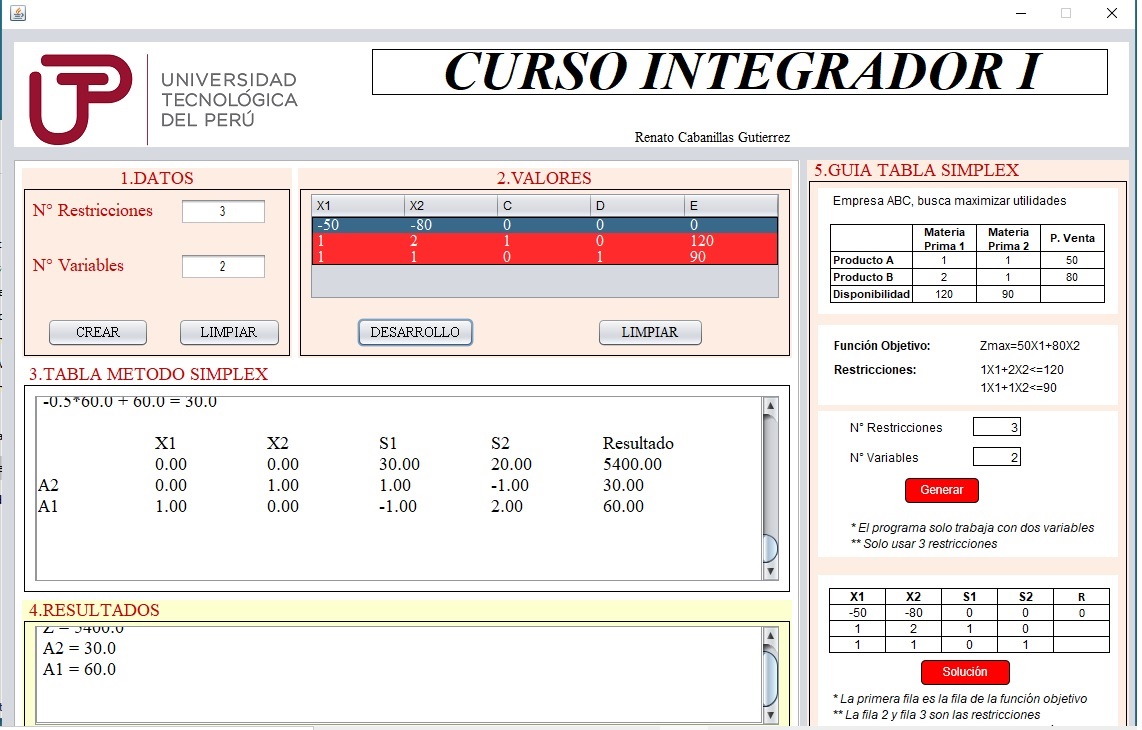 UNIVERSIDAD
TECNOLÓGICA
DEL PERÚ
CURSO INTEGRADOR I
Renato Cabanillas Gutierrez
1.DATOS
N° Restricciones 3
N° Variables 2
CREAR LIMPIAR
2.VALORES
X1 X2 C D E
-50 -80 0 0 0
1 2 1 0 120
1 1 0 1 90
DESARROLLO LIMPIAR
3.TABLA METODO SIMPLEX
-0.5*60.0 + 60.0 = 30.0
X1 X2 S1 S2 Resultado
0.00 0.00 30.00 20.00 5400.00
A2 0.00 1.00 1.00 -1.00 30.00
A1 1.00 0.00 -1.00 2.00 60.00
4.RESULTADOS
Z = 5400.0
A2 = 30.0
A1 = 60.0
5.GUIA TABLA SIMPLEX
Empresa ABC, busca maximizar utilidades
Materia Prima 1 Materia Prima 2 P. Venta
Producto A 1 1 50
Producto B 2 1 80
Disponibilidad 120 90
Función Objetivo: Zmax=50X1+80X2
Restricciones: 1X1+2X2<=120
1X1+1X2<=90
N° Restricciones 3
N° Variables 2
Generar
* El programa solo trabaja con dos variables
** Solo usar 3 restricciones
X1 X2 S1 S2 R
-50 -80 0 0 0
1 2 1 0
1 1 0 1
Solución
* La primera fila es la fila de la función objetivo
** La fila 2 y fila 3 son las restricciones